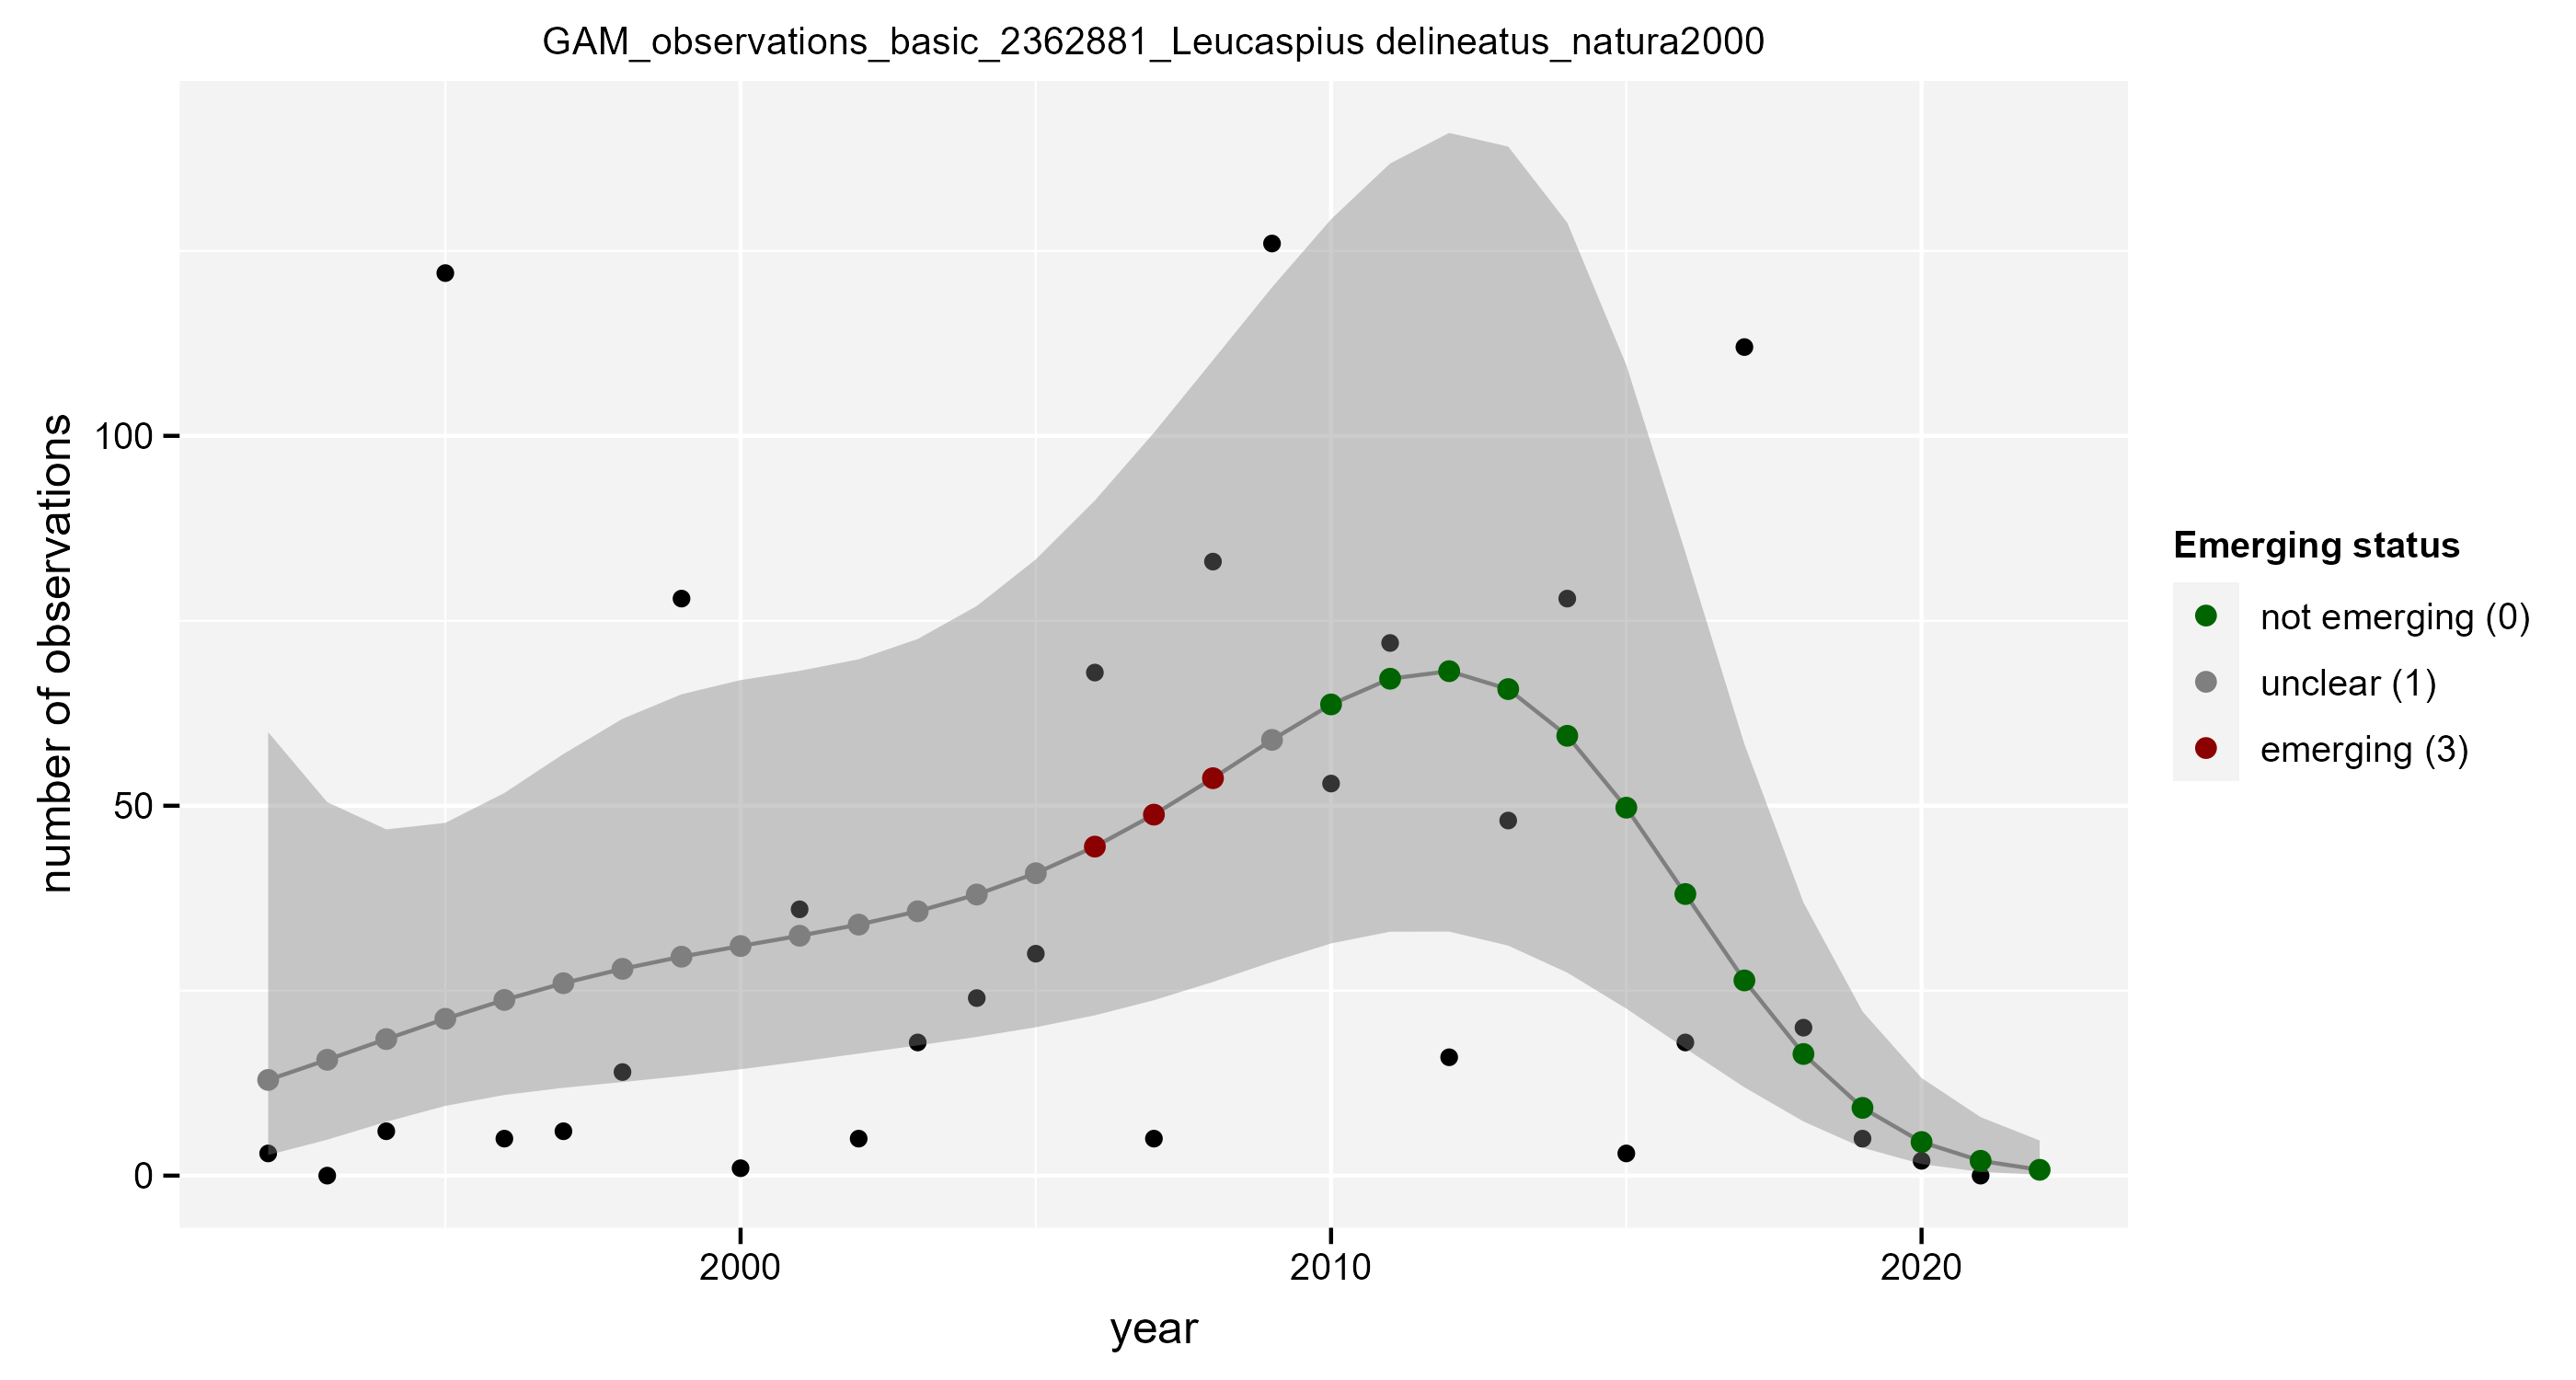 GAM_observations_basic_2362881_Leucaspius delineatus_natura2000
number of observations
100
50
0
2000
2010
2020
year
Emerging status
not emerging (0)
unclear (1)
emerging (3)